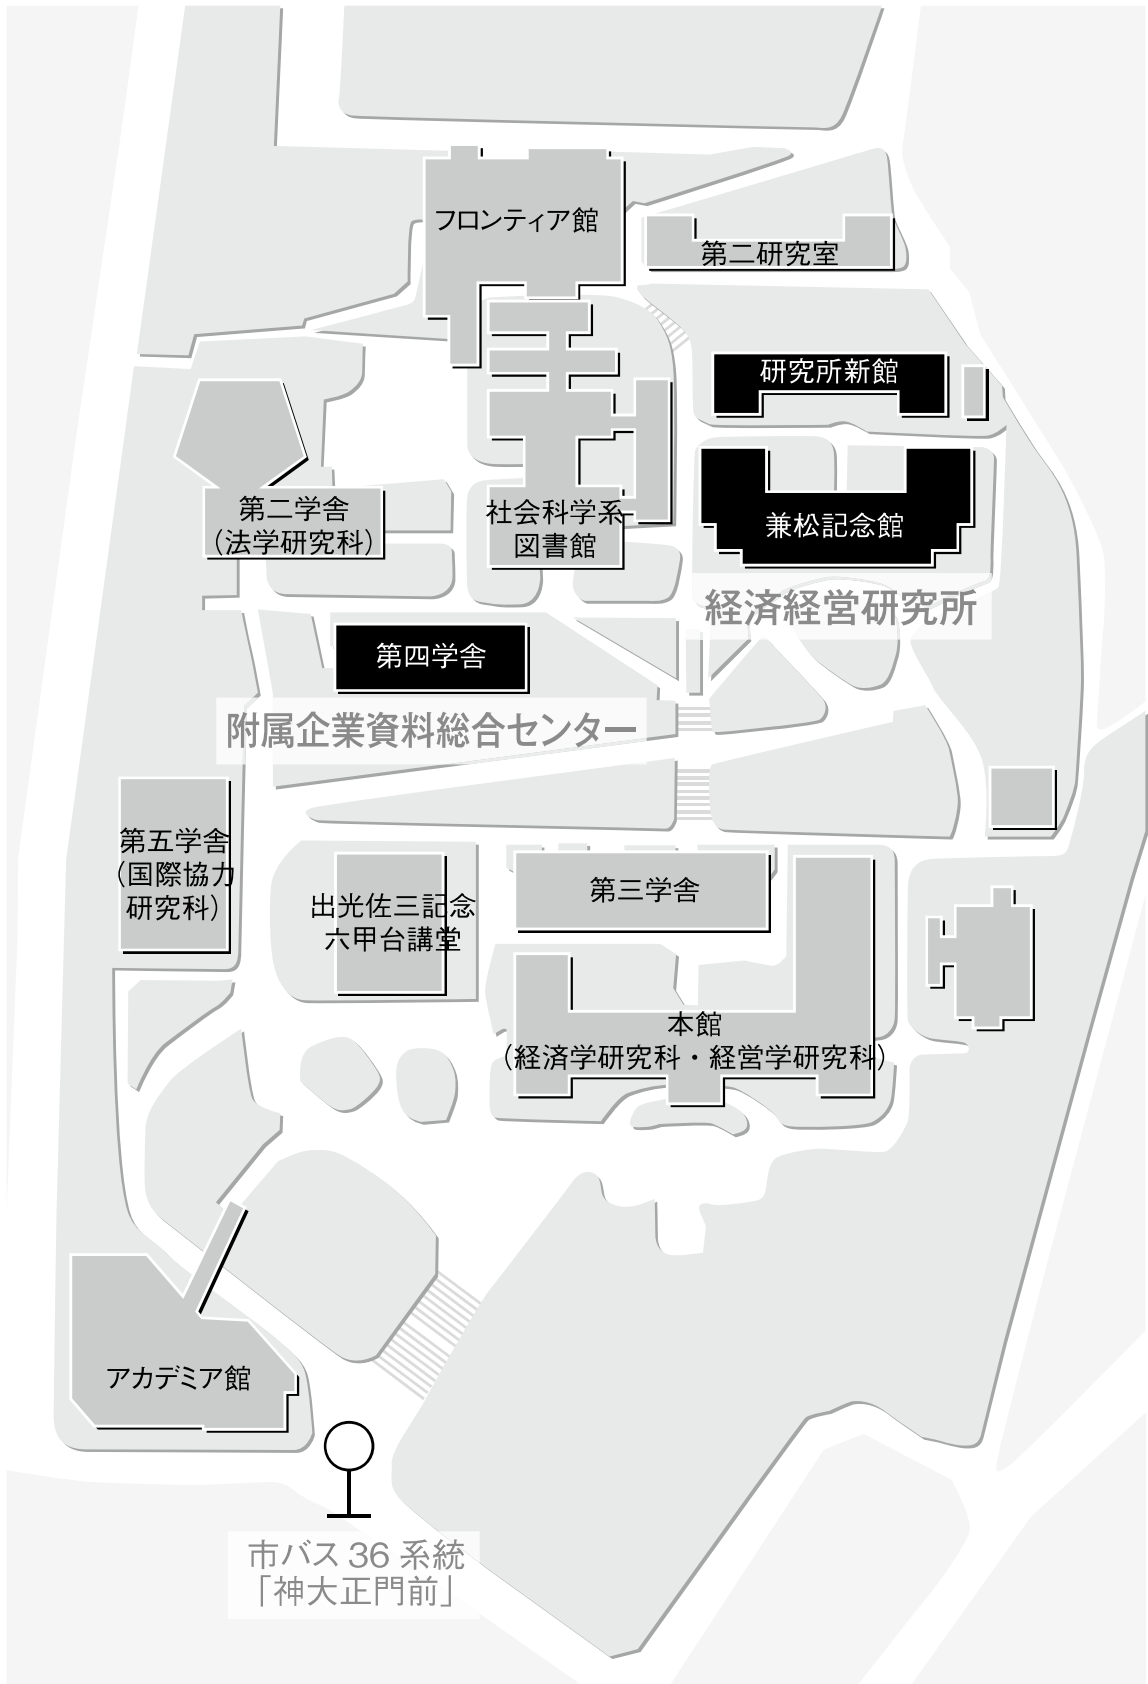 フロンティア館
第二研究室
研究所新館
第二学舎
（法学研究科）
社会科学系
図書館
兼松記念館
経済経営研究所
第四学舎
附属企業資料総合センター
第五学舎
（国際協力
研究科）
出光佐三記念
六甲台講堂
第三学舎
本館
（経済学研究科・経営学研究科）
アカデミア館
市バス 36 系統
「神大正門前」